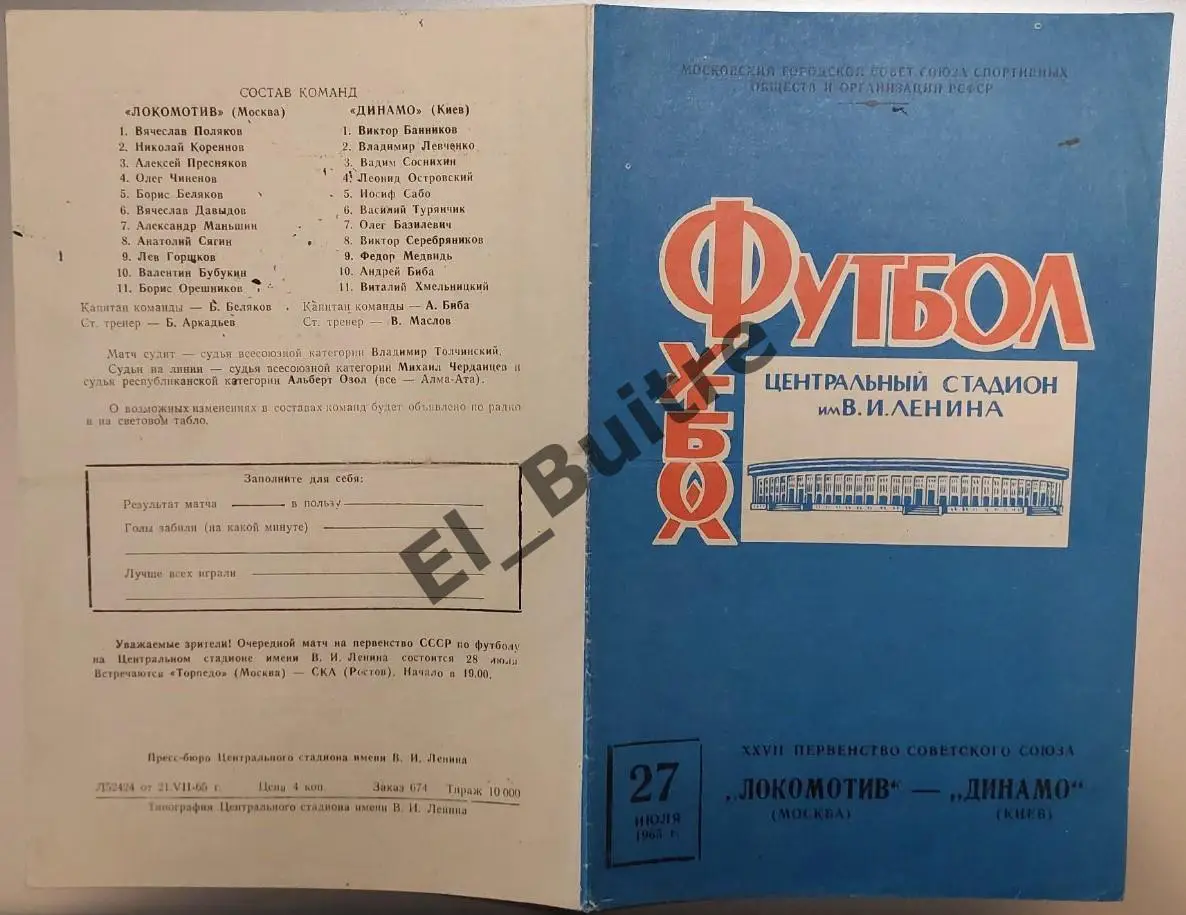 СОСТАВ КОМАНД
«ЛОКОМОТИВ» (Москва)
1. Вячеслав Поляков
2. Николай Кореннов
3. Алексей Пресняков
4. Олег Чиненов
5. Борис Беляков
6. Вячеслав Давыдов
7. Александр Маньшин
8. Анатолий Сягин
9. Лев Горшков
10. Валентин Бубукин
11. Борис Орешников
Капитан команды — Б. Беляков
Ст. тренер — Б. Аркадьев
«ДИНАМО» (Киев)
1. Виктор Банников
2. Владимир Левченко
3. Вадим Соснихин
4. Леонид Островский
5. Иосиф Сабо
6. Василий Турянчик
7. Олег Базилевич
8. Виктор Серебряников
9. Федор Медвидь
10. Андрей Биба
11. Виталий Хмельницкий
Капитан команды — А. Биба
Ст. тренер — В. Маслов
Матч судит — судья всесоюзной категории Владимир Толчинский.
Судьи на линии — судья всесоюзной категории Михаил Черданцев и
судья республиканской категории Альберт Озол (все — Алма-Ата).
О возможных изменениях в составах команд будет объявлено по радио
и на световом табло.
Заполните для себя:
Результат матча в пользу
Голы забили (на какой минуте)
Лучше всех играли
Уважаемые зрители! Очередной матч на первенство СССР по футболу
на Центральном стадионе имени В. И. Ленина состоится 28 июля
Встречаются «Торпедо» (Москва) — СКА (Ростов). Начало в 19.00.
Пресс-бюро Центрального стадиона имени В. И. Ленина
Л52424 от 21.VII-65 г. Цена 4 коп Заказ 674 Тираж 10 000
Типография Центрального стадиона имени В. И. Ленина
МОСКОВСКИЙ ГОРОДСКОЙ СОВЕТ СОЮЗА СПОРТИВНЫХ
ОБЩЕСТВ И ОРГАНИЗАЦИЙ РСФСР
ФУТБОЛ
ХБОЛ
ЦЕНТРАЛЬНЫЙ СТАДИОН
им В. И. ЛЕНИНА
El_Buitre
XXVII ПЕРВЕНСТВО СОВЕТСКОГО СОЮЗА
27
ИЮЛЯ
1965 г.
„ЛОКОМОТИВ“ — „ДИНАМО“
(МОСКВА) (КИЕВ)